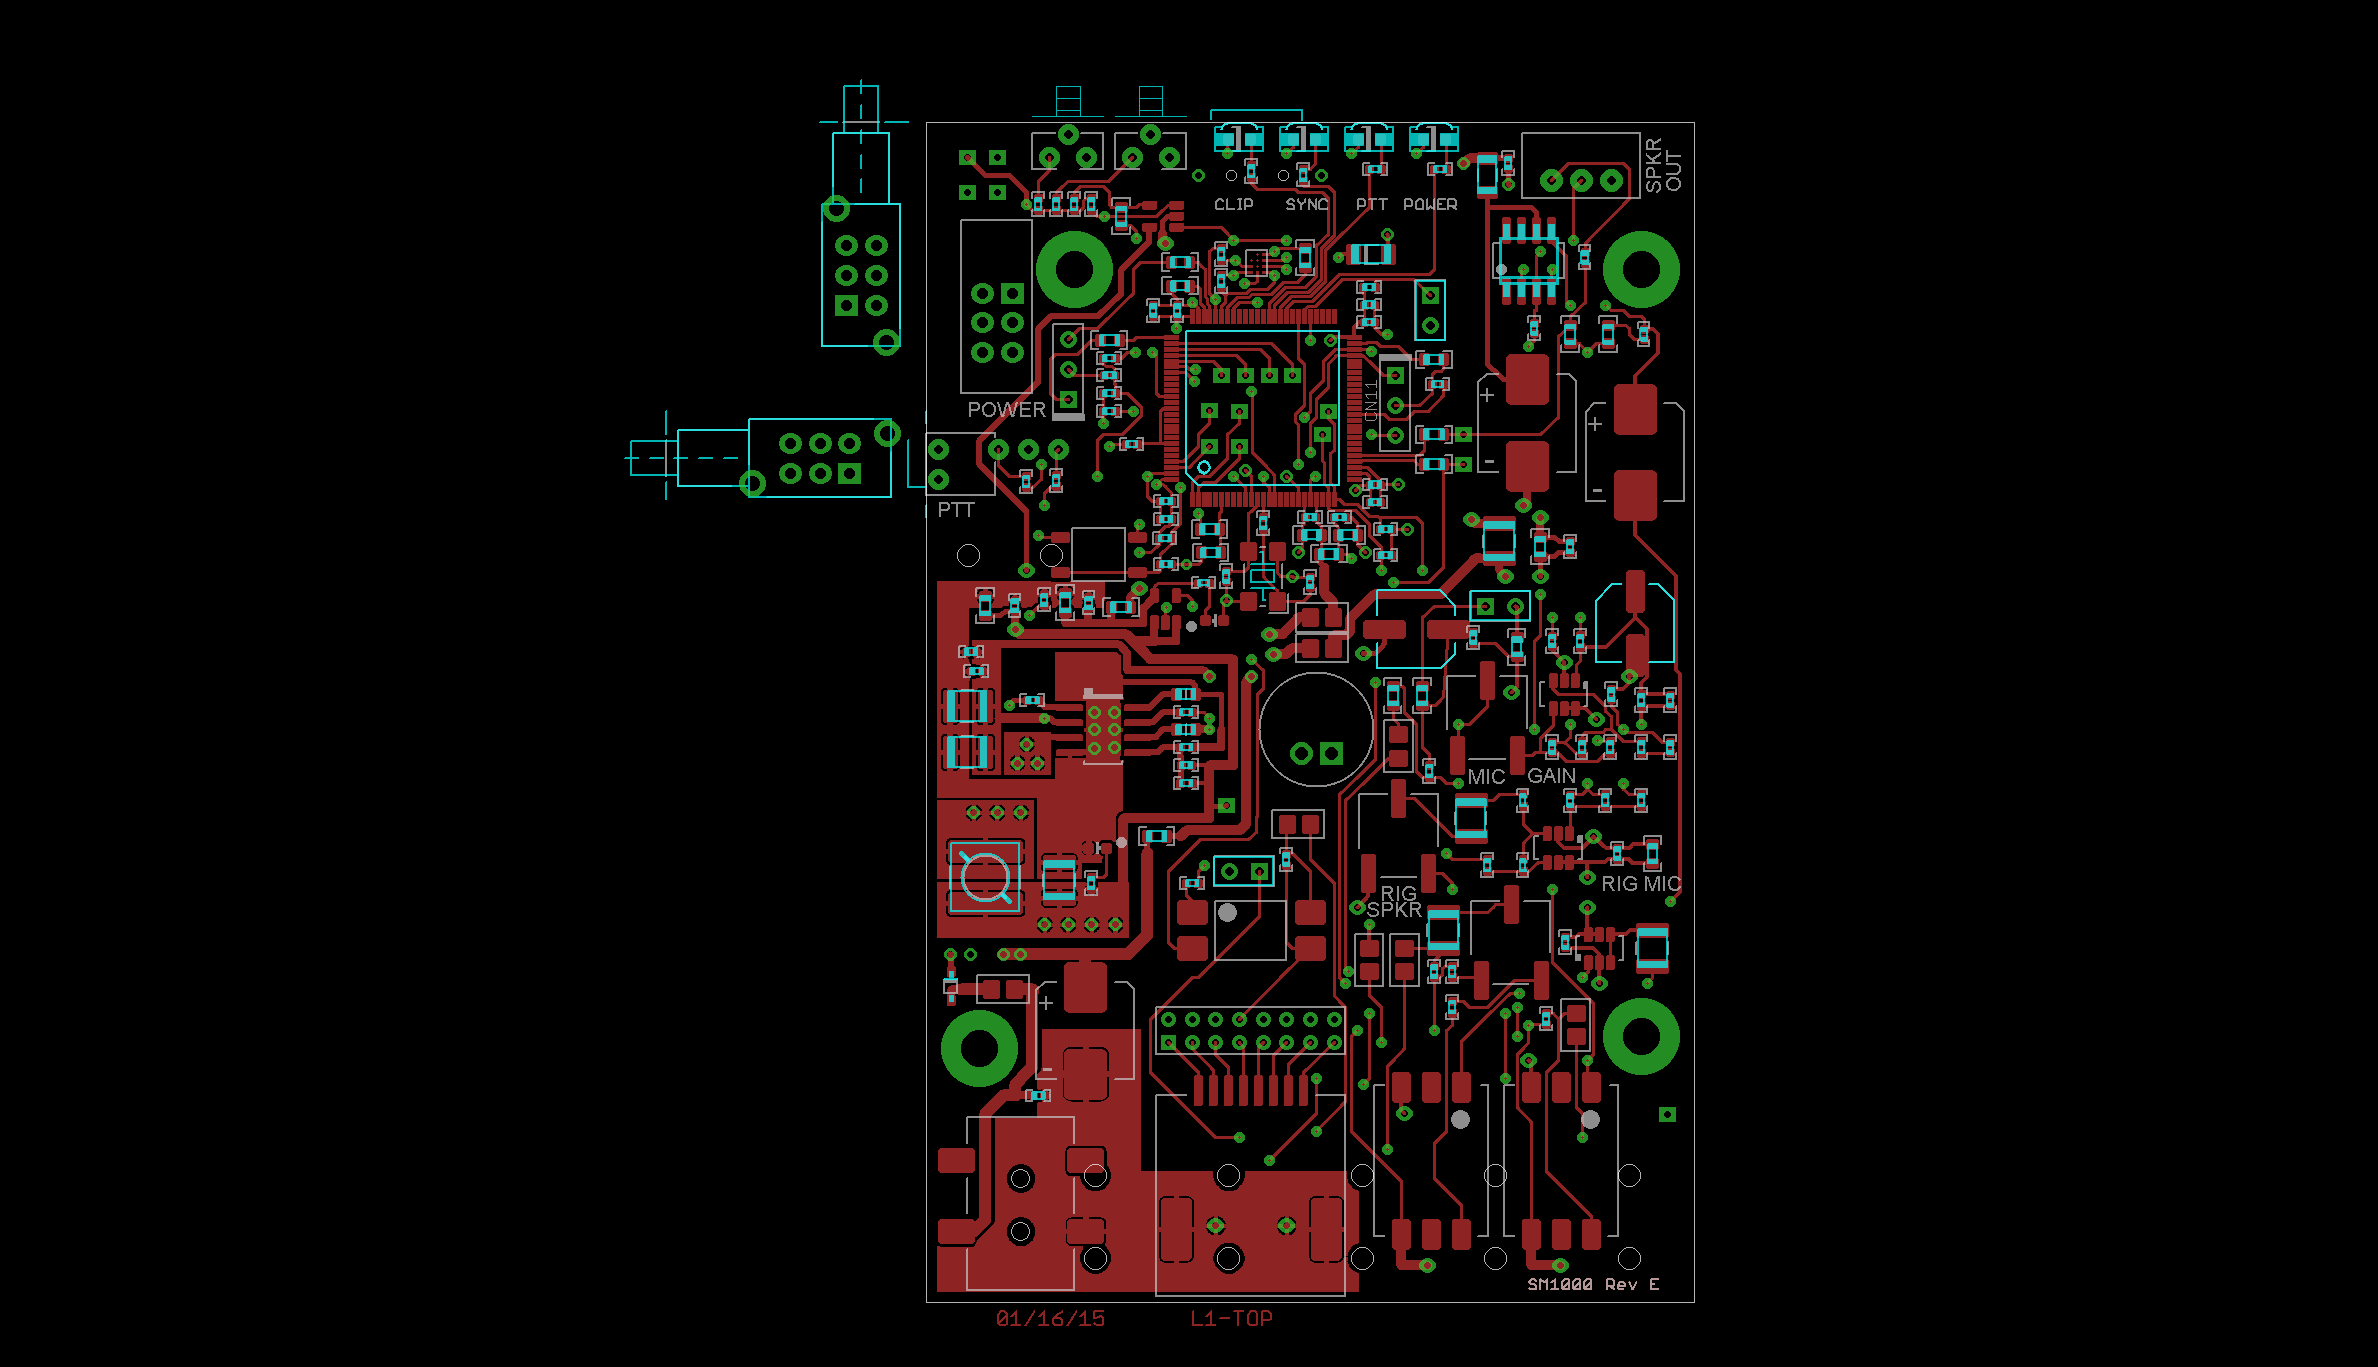 SPKR
OUT
CLIP
SYNC
PTT
POWER
POWER
CN11
PTT
MIC
GAIN
RIG
SPKR
RIG MIC
SM1000 Rev E
01/16/15
L1-TOP